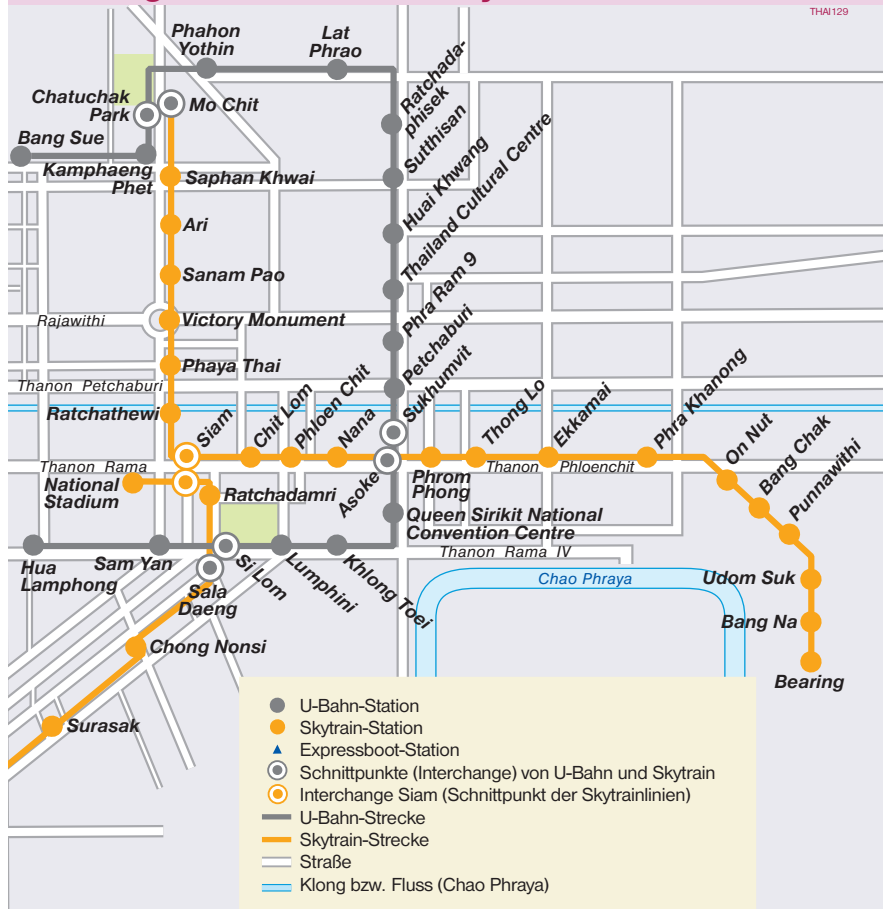 THAI129
Phahon
Yothin
Lat
Phrao
Ratchada-
phisek
Chatuchak
Park
Mo Chit
Bang Sue
Sutthisan
Kamphaeng
Phet
Saphan Khwai
Huai Khwang
Ari
Thailand Cultural Centre
Sanam Pao
Rajawithi
Victory Monument
Phra Ram 9
Phaya Thai
Petchaburi
Thanon Petchaburi
Ratchathewi
Siam
Chit Lom
Phloen Chit
Nana
Sukhumvit
Thong Lo
Ekkamai
Phra Khanong
On Nut
Bang Chak
Punnawithi
Thanon Rama
National
Stadium
Ratchadamri
Asoke
Phrom
Phong
Thanon Phloenchit
Queen Sirikit National
Convention Centre
Thanon Rama IV
Hua
Lamphong
Sam Yan
Sala
Daeng
Si Lom
Lumphini
Khlong Toei
Chao Phraya
Udom Suk
Bang Na
Bearing
Chong Nonsi
Surasak
U-Bahn-Station
Skytrain-Station
Expressboot-Station
Schnittpunkte (Interchange) von U-Bahn und Skytrain
Interchange Siam (Schnittpunkt der Skytrainlinien)
U-Bahn-Strecke
Skytrain-Strecke
Straße
Klong bzw. Fluss (Chao Phraya)